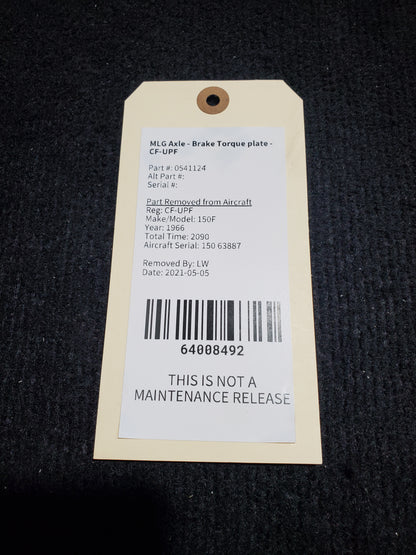 MLG Axle - Brake Torque plate -
CF-UPF
Part #: 0541124
Alt Part #:
Serial #:
Part Removed from Aircraft
Reg: CF-UPF
Make/Model: 150F
Year: 1966
Total Time: 2090
Aircraft Serial: 150 63887
Removed By: LW
Date: 2021-05-05
64008492
THIS IS NOT A
MAINTENANCE RELEASE